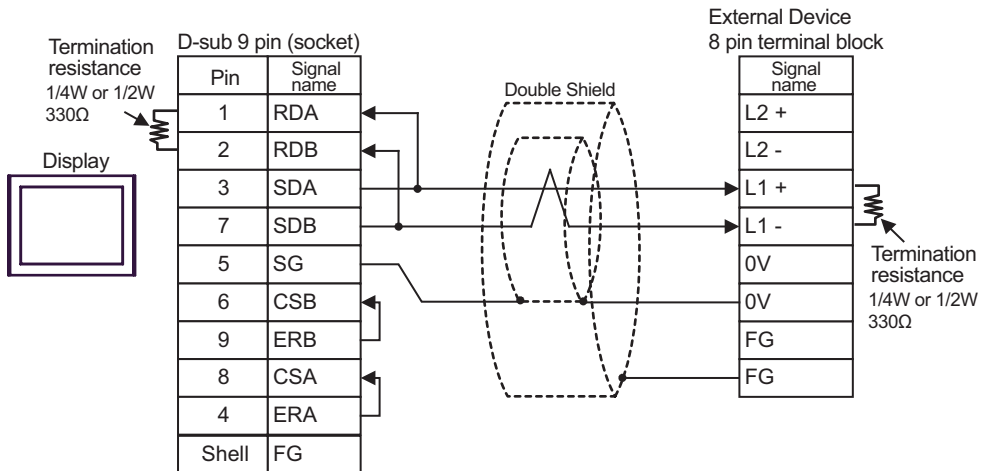 External Device
8 pin terminal block
Termination
resistance
1/4W or 1/2W
330Ω
D-sub 9 pin (socket)
Pin Signal name
1 RDA
2 RDB
3 SDA
7 SDB
5 SG
6 CSB
9 ERB
8 CSA
4 ERA
Shell FG
Display
Double Shield
Signal name
L2 +
L2 -
L1 +
L1 -
0V
0V
FG
FG
Termination
resistance
1/4W or 1/2W
330Ω